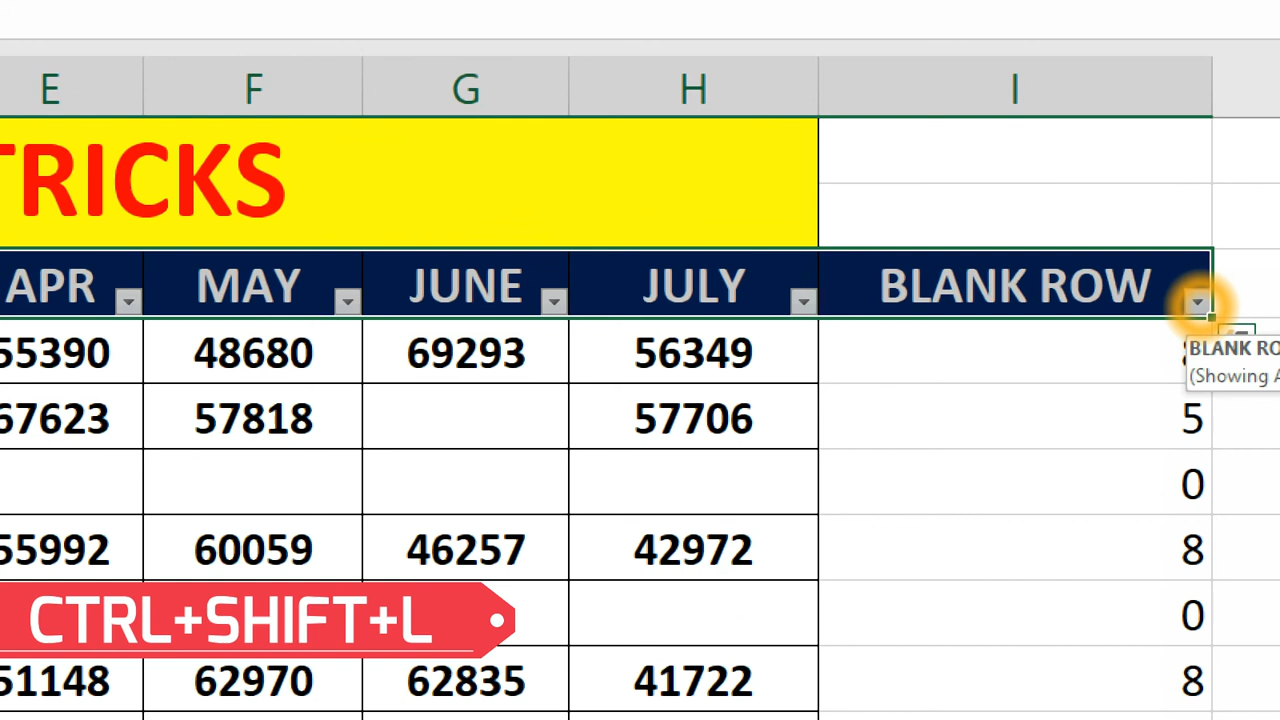 E F G H I
TRICKS
APR MAY JUNE JULY BLANK ROW
55390 48680 69293 56349
BLANK RO
(Showing A
67623 57818 57706 5
0
55992 60059 46257 42972 8
CTRL+SHIFT+L 0
51148 62970 62835 41722 8